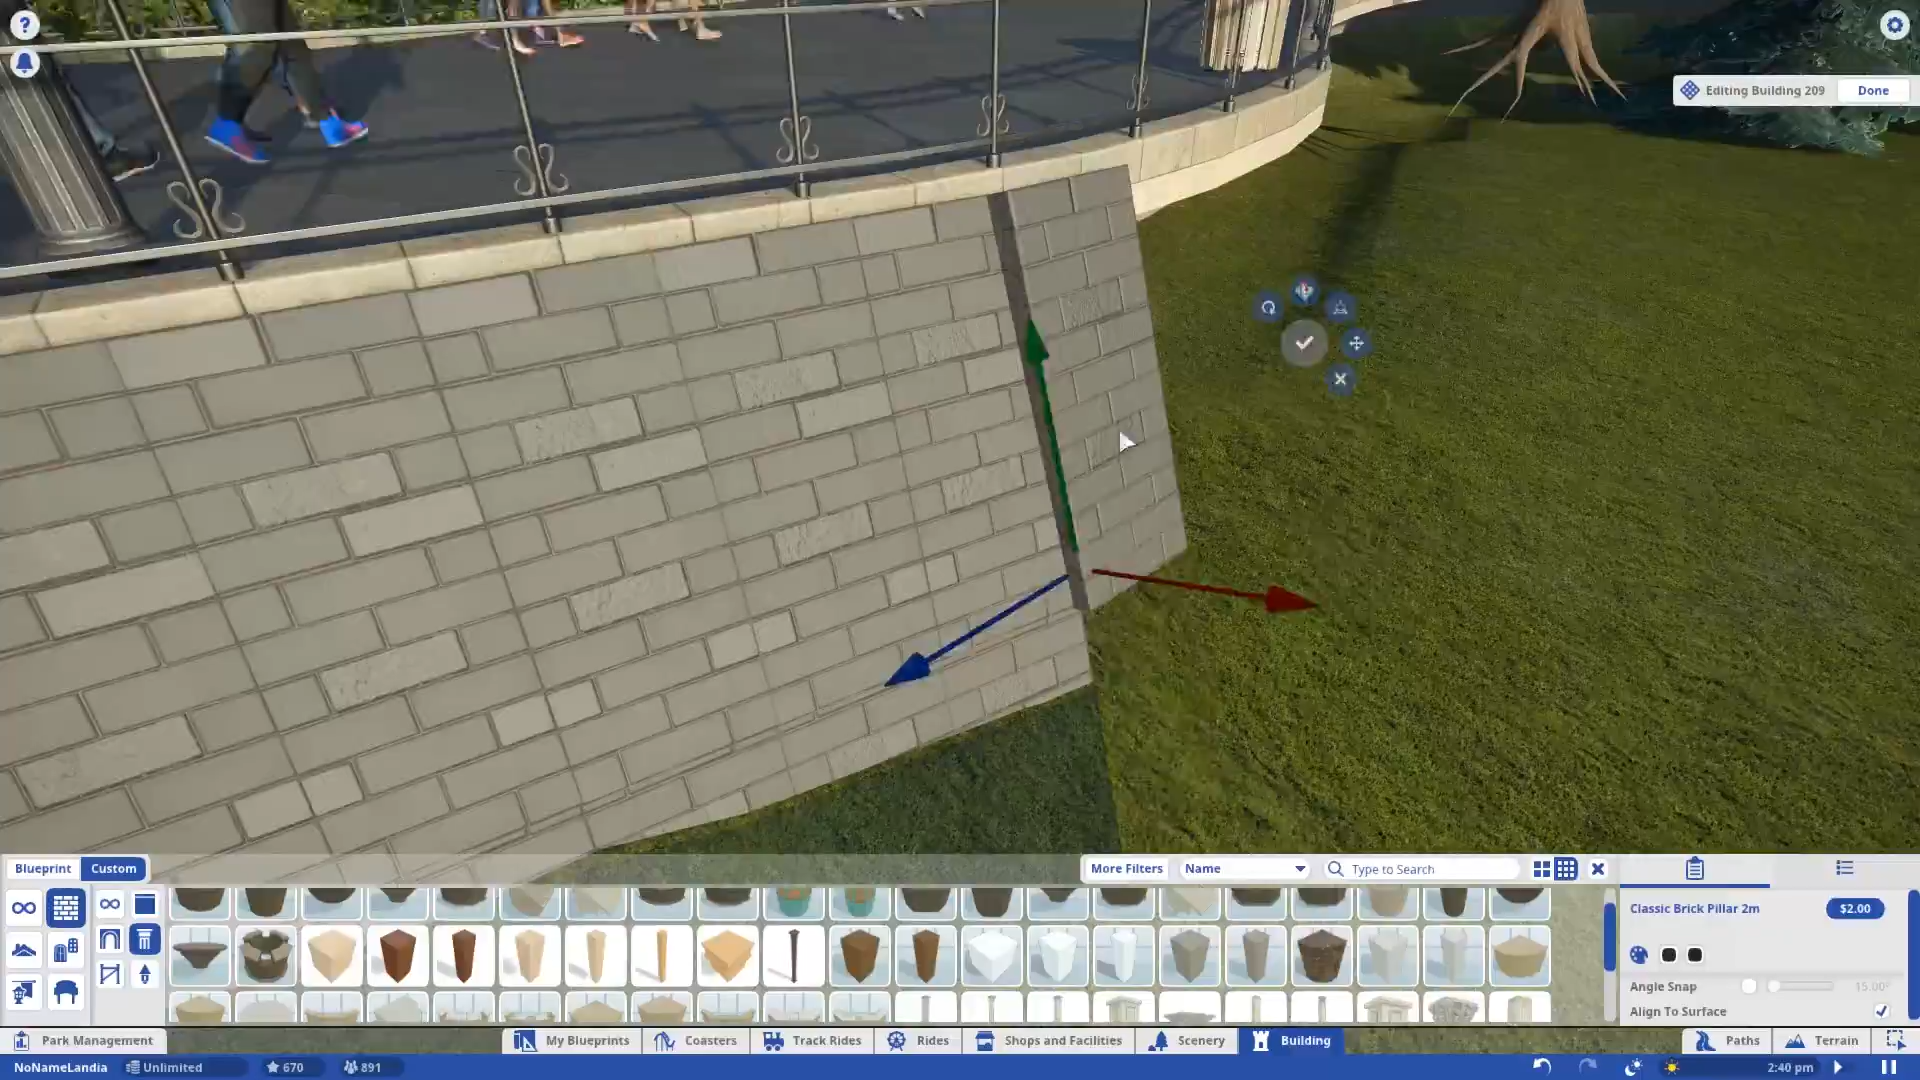 ?
Editing Building 209
Done
Blueprint
Custom
More Filters
Name
Type to Search
Classic Brick Pillar 2m
$2.00
Angle Snap
15.00°
Align To Surface
Park Management
My Blueprints
Coasters
Track Rides
Rides
Shops and Facilities
Scenery
Building
Paths
Terrain
NoNameLandia
Unlimited
670
891
2:40 pm